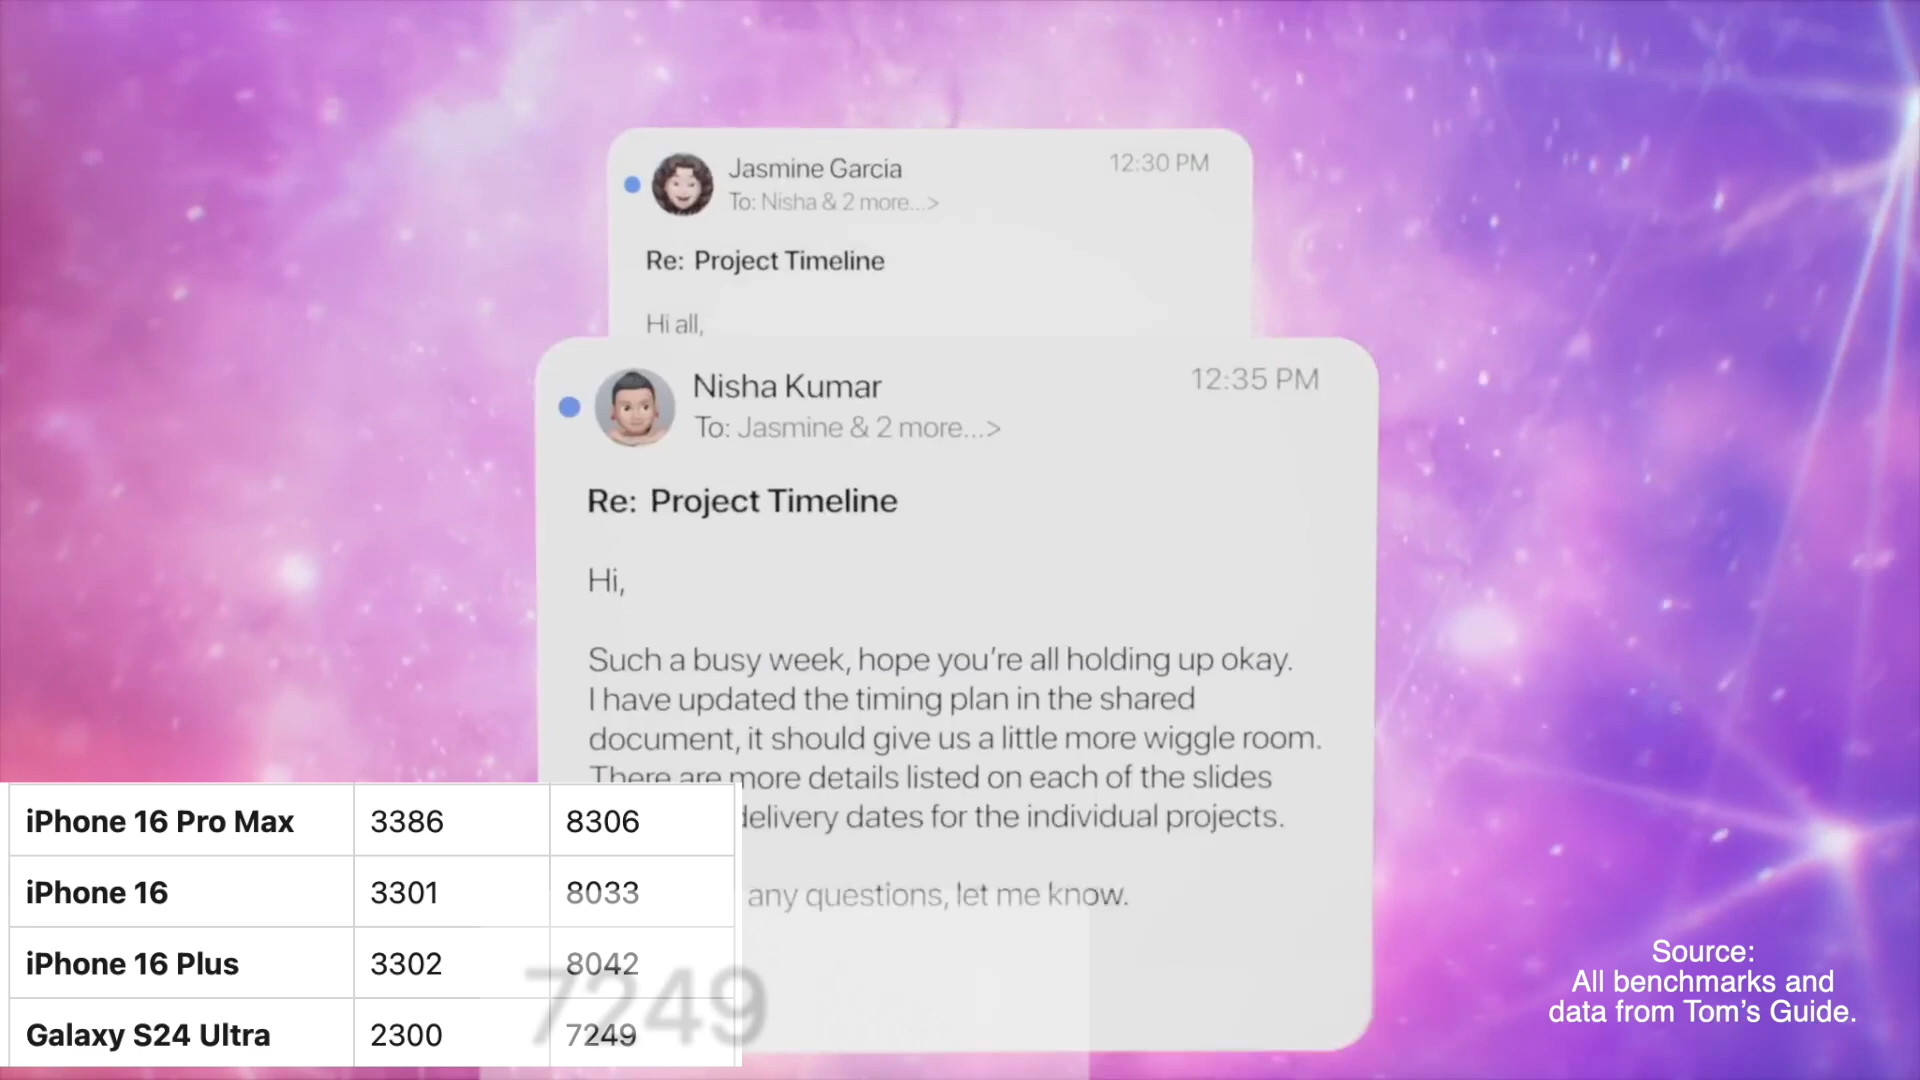 Jasmine Garcia
12:30 PM
To: Nisha & 2 more...>
Re: Project Timeline
Hi all,
Nisha Kumar
12:35 PM
To: Jasmine & 2 more...>
Re: Project Timeline
Hi,
Such a busy week, hope you're all holding up okay.
I have updated the timing plan in the shared
document, it should give us a little more wiggle room.
There are more details listed on each of the slides
delivery dates for the individual projects.
any questions, let me know.
iPhone 16 Pro Max 3386 8306
iPhone 16 3301 8033
iPhone 16 Plus 3302 8042
Galaxy S24 Ultra 2300 7249
7249
Source:
All benchmarks and
data from Tom's Guide.